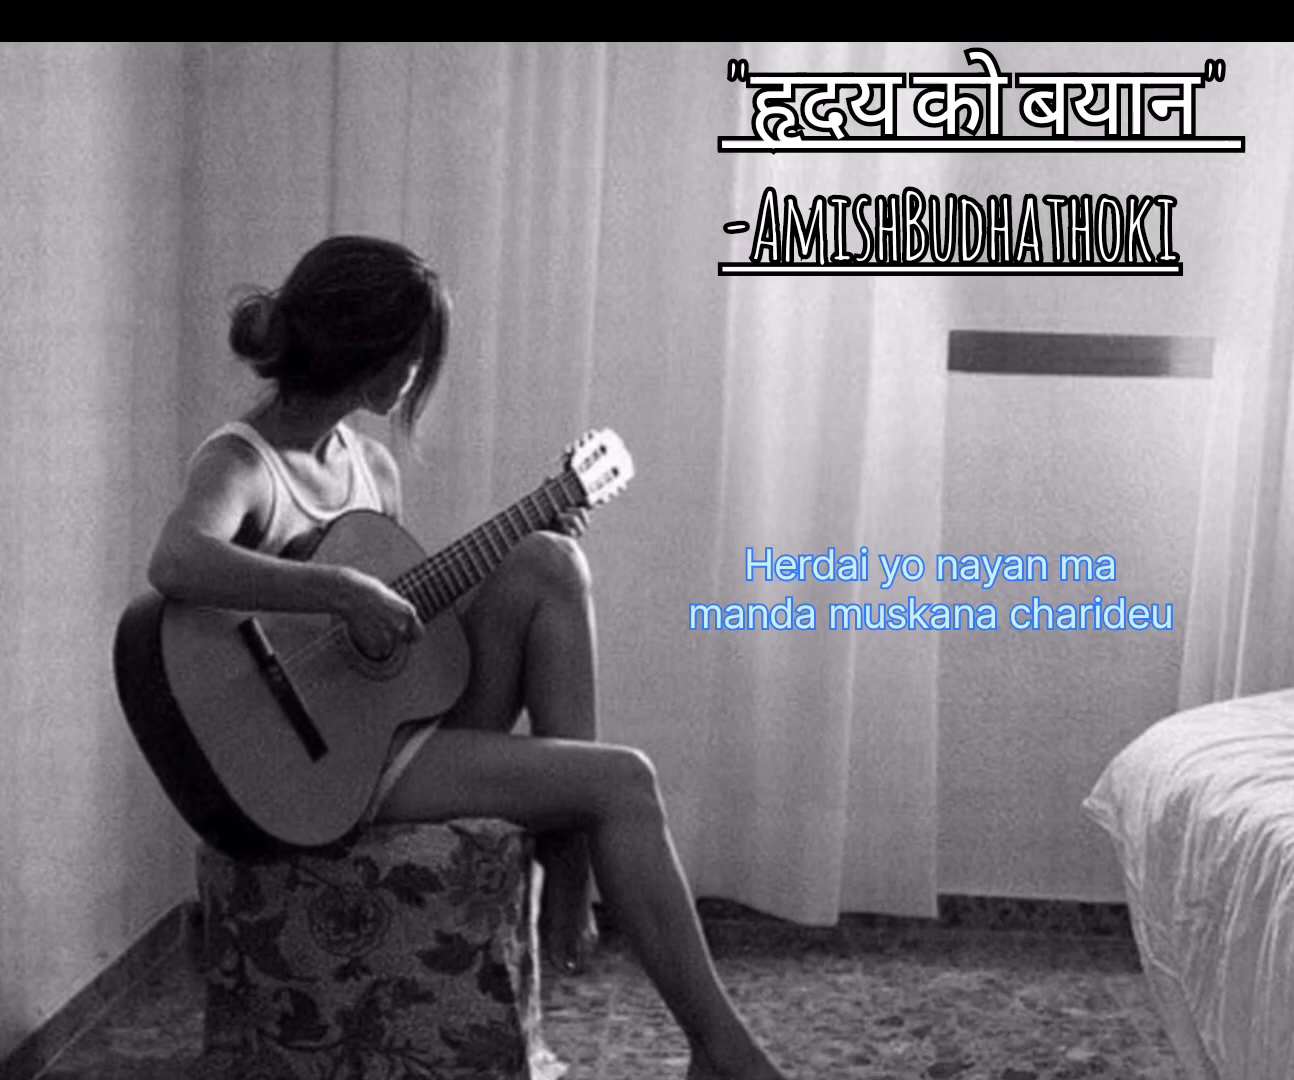 "हृदय को बयान"
-AmishBudhathoki
Herdai yo nayan ma
manda muskana charideu